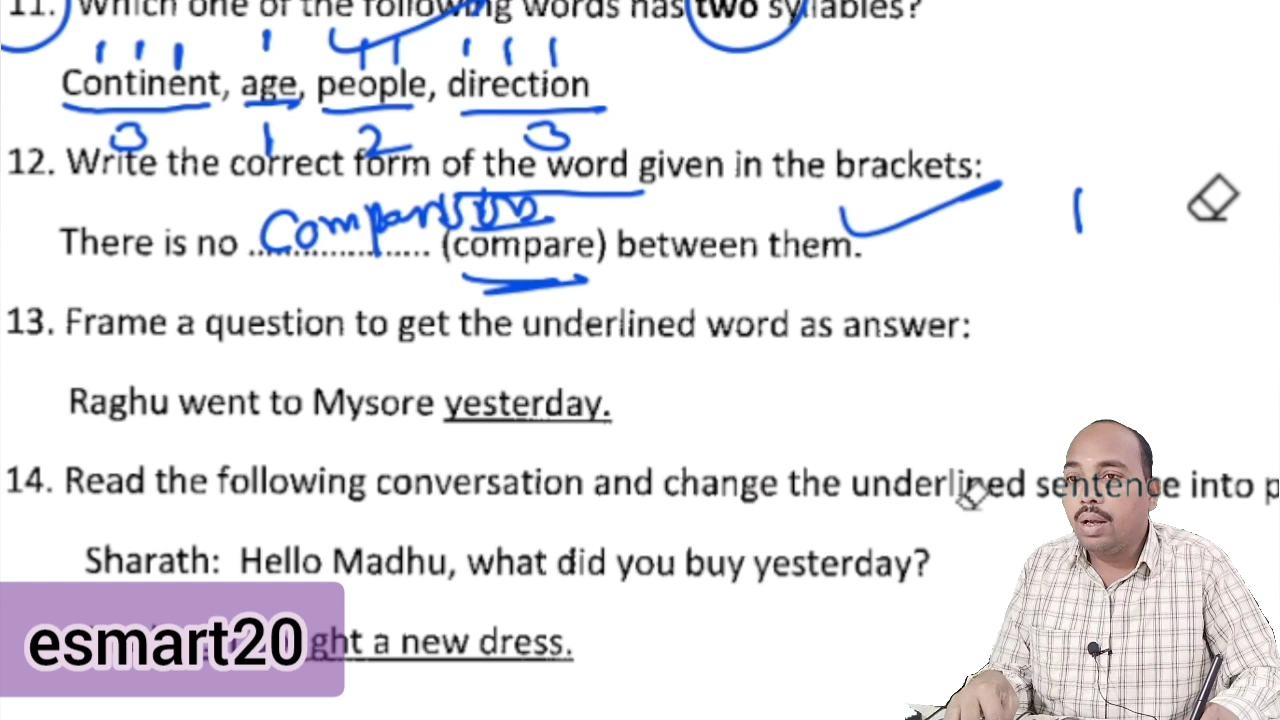 11. Which one of the following words has two syllables?
Continent, age, people, direction
3 1 2 3
12. Write the correct form of the word given in the brackets:
Comparision
There is no .................... (compare) between them.
13. Frame a question to get the underlined word as answer:
Raghu went to Mysore yesterday.
14. Read the following conversation and change the underlined sentence into p
Sharath: Hello Madhu, what did you buy yesterday?
ght a new dress.
esmart20